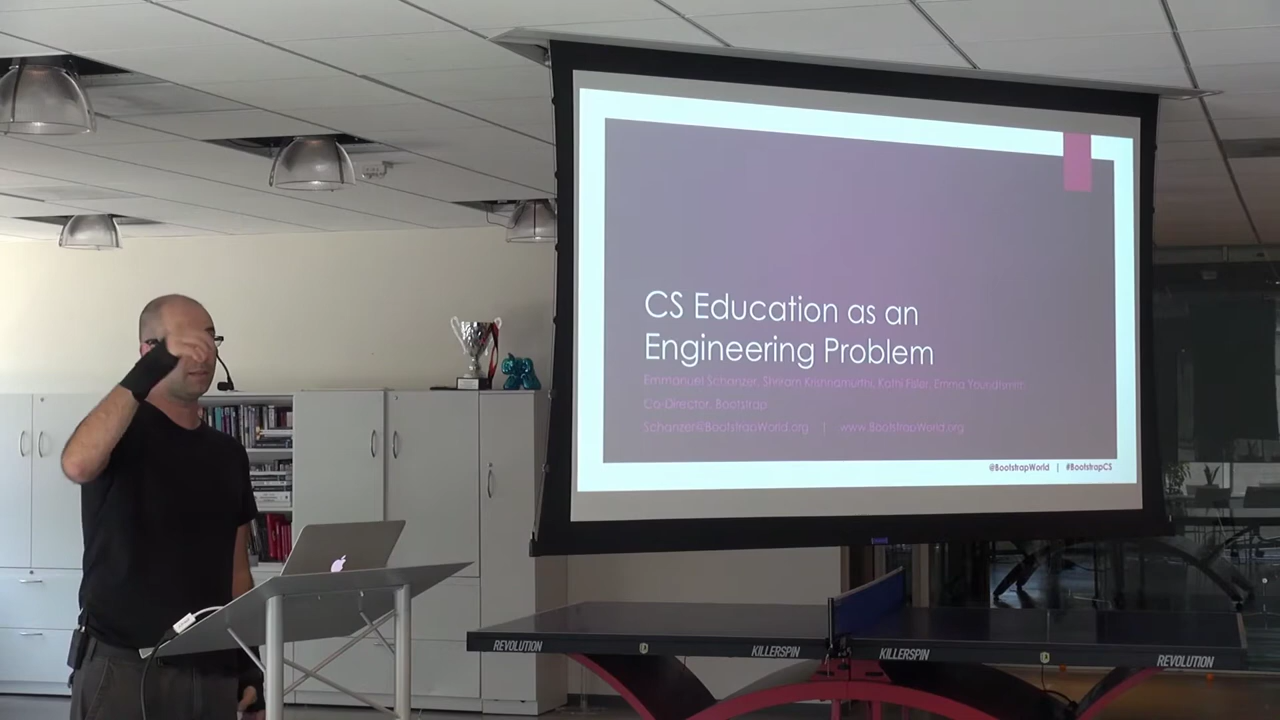 CS Education as an
Engineering Problem
Emmanuel Schanzer, Shriram Krishnamurthi, Kathi Fisler, Emma Youndtsmith
Co-Director, Bootstrap
Schanzer@BootstrapWorld.org | www.BootstrapWorld.org
@BootstrapWorld | #BootstrapCS
REVOLUTION
KILLERSPIN
KILLERSPIN
REVOLUTION